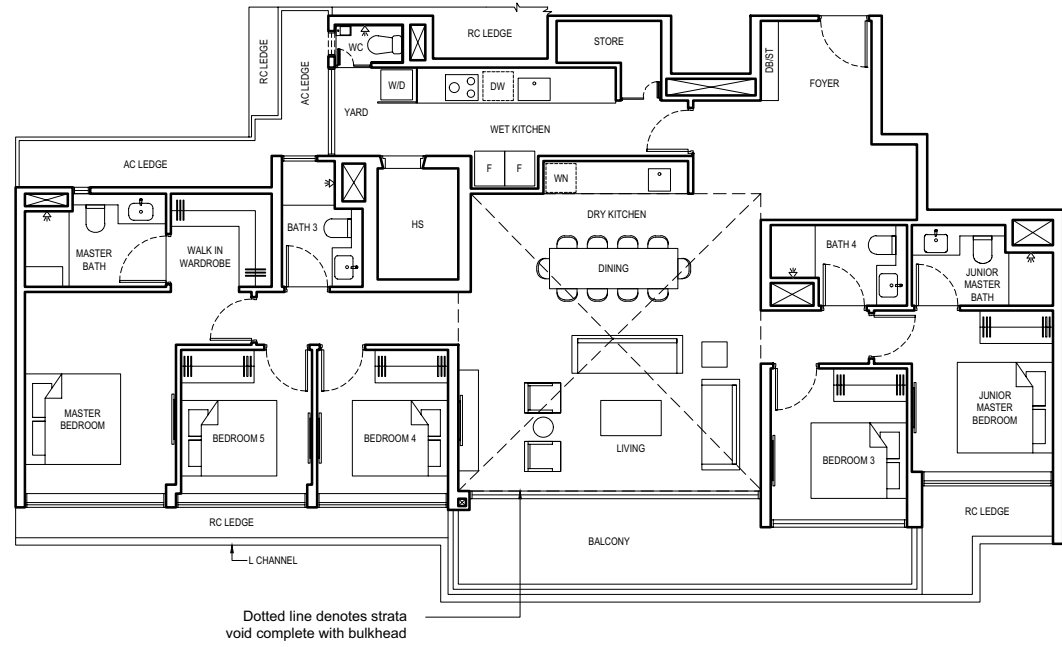 RC LEDGE
STORE
WC
RC LEDGE
AC LEDGE
DB/ST
FOYER
W/D
DW
YARD
WET KITCHEN
AC LEDGE
F
F
WN
HS
DRY KITCHEN
BATH 3
MASTER
BATH
WALK IN
WARDROBE
DINING
BATH 4
JUNIOR
MASTER
BATH
MASTER
BEDROOM
BEDROOM 5
BEDROOM 4
LIVING
BEDROOM 3
JUNIOR
MASTER
BEDROOM
RC LEDGE
RC LEDGE
BALCONY
L CHANNEL
Dotted line denotes strata
void complete with bulkhead